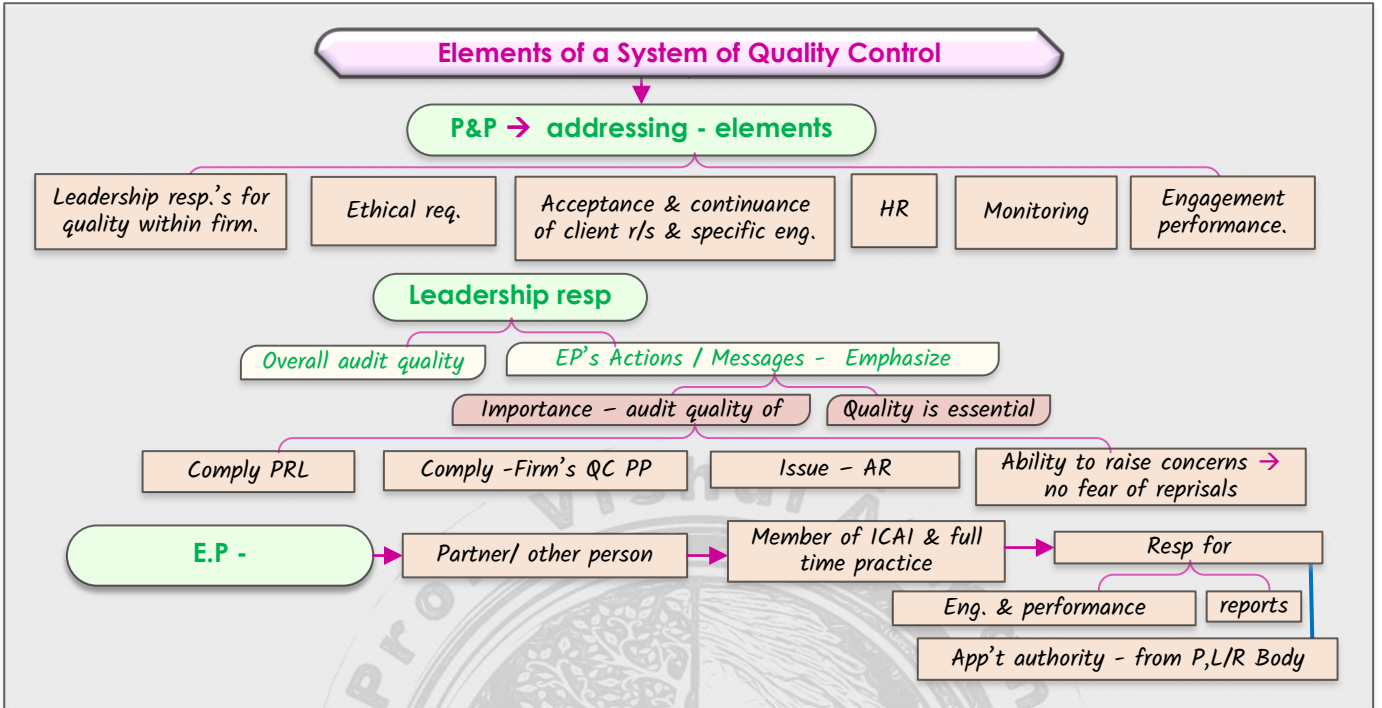 Elements of a System of Quality Control
P&P → addressing - elements
Leadership resp.'s for
quality within firm.
Ethical req.
Acceptance & continuance
of client r/s & specific eng.
HR
Monitoring
Engagement
performance.
Leadership resp
Overall audit quality
EP's Actions / Messages - Emphasize
Importance – audit quality of
Quality is essential
Comply PRL
Comply -Firm's QC PP
Issue – AR
Ability to raise concerns →
no fear of reprisals
E.P -
Partner/ other person
Member of ICAI & full
time practice
Resp for
Eng. & performance
reports
App't authority - from P,L/R Body